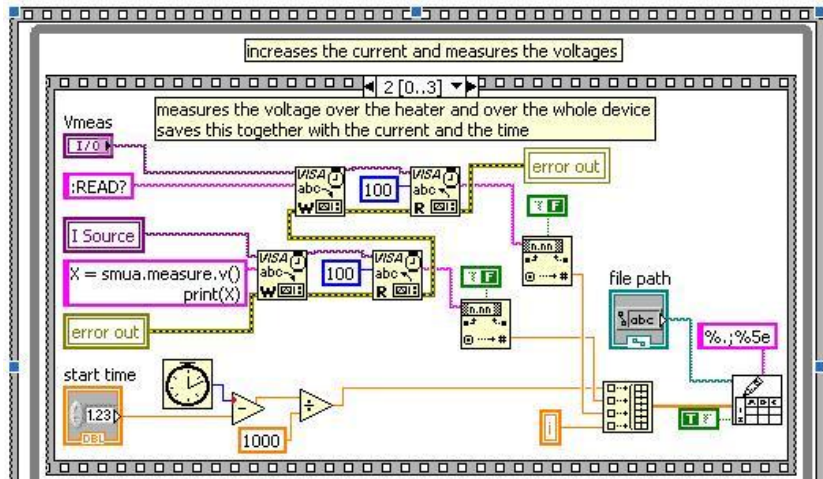 increases the current and measures the voltages
2 [0..3]
measures the voltage over the heater and over the whole device
saves this together with the current and the time
Vmeas
I/O
:READ?
VISA
abc
W
100
VISA
abc
R
error out
T F
n.nn
I Source
X = smua.measure.v()
print(X)
VISA
abc
W
100
VISA
abc
R
T F
n.nn
file path
abc
%.;%5e
error out
start time
1.23
DBL
1000
i
T F